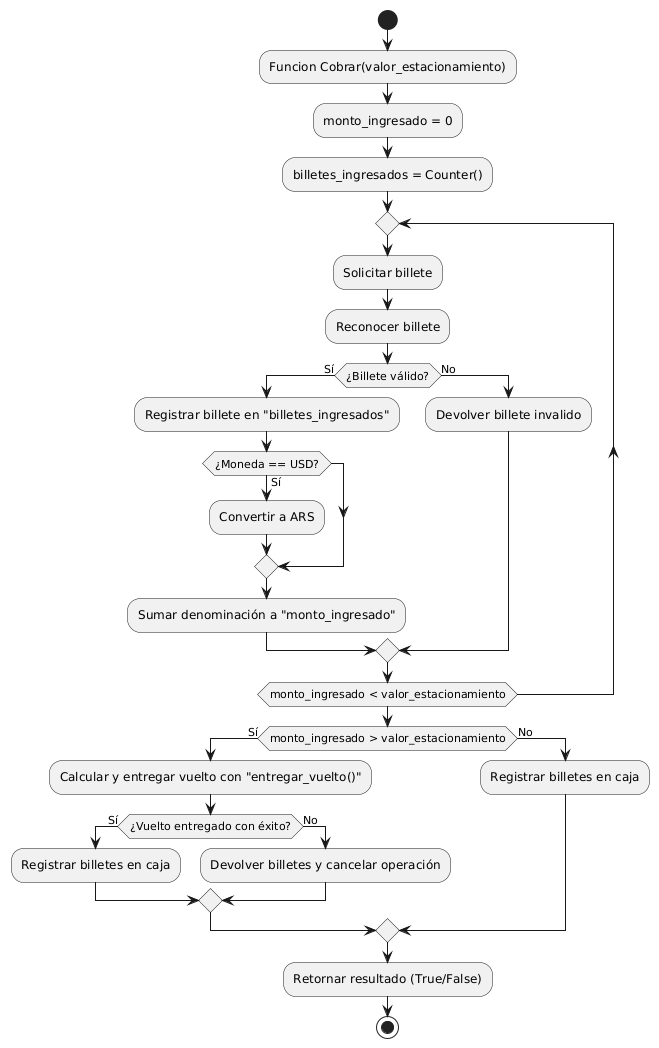 Funcion Cobrar(valor_estacionamiento)
monto_ingresado = 0
billetes_ingresados = Counter()
Solicitar billete
Reconocer billete
Sí
¿Billete válido?
No
Registrar billete en "billetes_ingresados"
Devolver billete invalido
¿Moneda == USD?
Sí
Convertir a ARS
Sumar denominación a "monto_ingresado"
monto_ingresado < valor_estacionamiento
Sí
monto_ingresado > valor_estacionamiento
No
Calcular y entregar vuelto con "entregar_vuelto()"
Registrar billetes en caja
Sí
¿Vuelto entregado con éxito?
No
Registrar billetes en caja
Devolver billetes y cancelar operación
Retornar resultado (True/False)